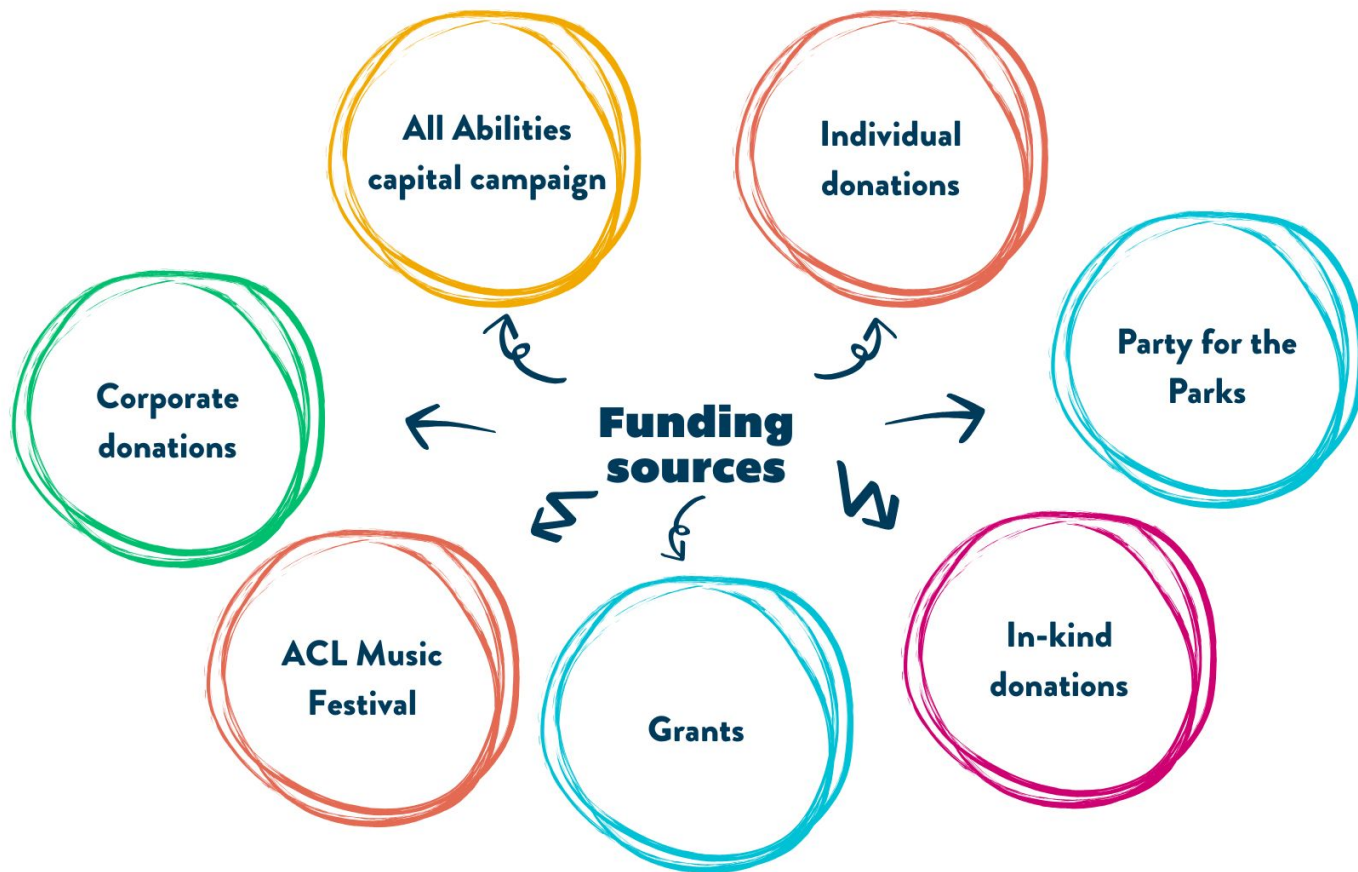 All Abilities
capital campaign
Individual
donations
Party for the
Parks
Corporate
donations
Funding
sources
ACL Music
Festival
Grants
In-kind
donations